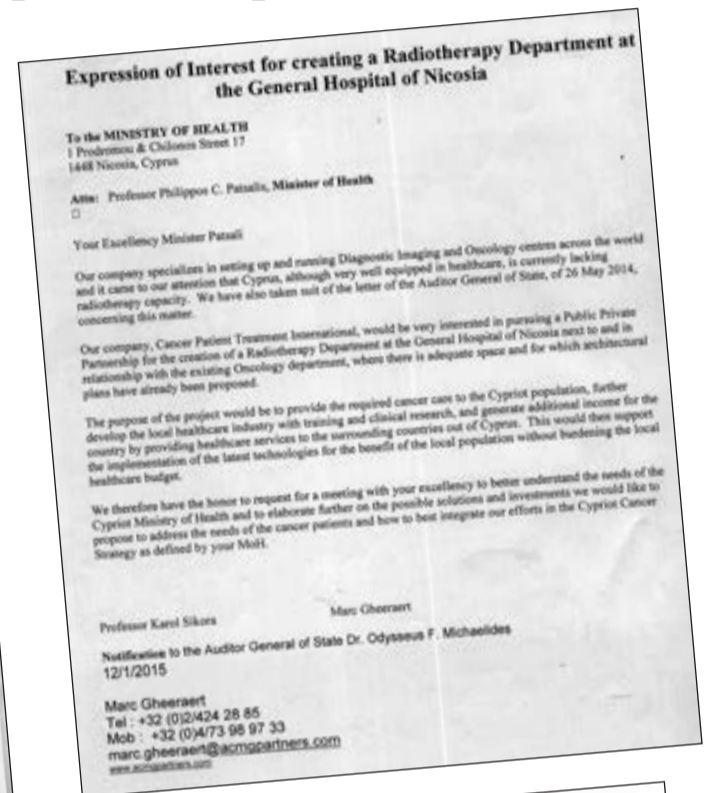 Expression of Interest for creating a Radiotherapy Department at
the General Hospital of Nicosia
To the MINISTRY OF HEALTH
1 Prodromou & Chilonos Street 17
1448 Nicosia, Cyprus
Attn: Professor Philippos C. Patsalis, Minister of Health
Your Excellency Minister Patsali
Our company specializes in setting up and running Diagnostic Imaging and Oncology centres across the world
and it came to our attention that Cyprus, although very well equipped in healthcare, is currently lacking
radiotherapy capacity. We have also taken suit of the letter of the Auditor General of State, of 26 May 2014,
concerning this matter.
Our company, Cancer Patient Treatment International, would be very interested in pursuing a Public Private
Partnership for the creation of a Radiotherapy Department at the General Hospital of Nicosia next to and in
relationship with the existing Oncology department, where there is adequate space and for which architectural
plans have already been proposed.
The purpose of the project would be to provide the required cancer care to the Cypriot population, further
develop the local healthcare industry with training and clinical research, and generate additional income for the
country by providing healthcare services to the surrounding countries out of Cyprus. This would then support
the implementation of the latest technologies for the benefit of the local population without burdening the local
healthcare budget.
We therefore have the honor to request for a meeting with your excellency to better understand the needs of the
Cypriot Ministry of Health and to elaborate further on the possible solutions and investments we would like to
propose to address the needs of the cancer patients and how to best integrate our efforts in the Cypriot Cancer
Strategy as defined by your MoH.
Professor Karol Sikora Marc Gheeraert
Notification to the Auditor General of State Dr. Odysseus F. Michaelides
12/1/2015
Marc Gheeraert
Tel : +32 (0)2/424 28 85
Mob : +32 (0)4/73 98 97 33
marc.gheeraert@acmgpartners.com
www.acmgpartners.com